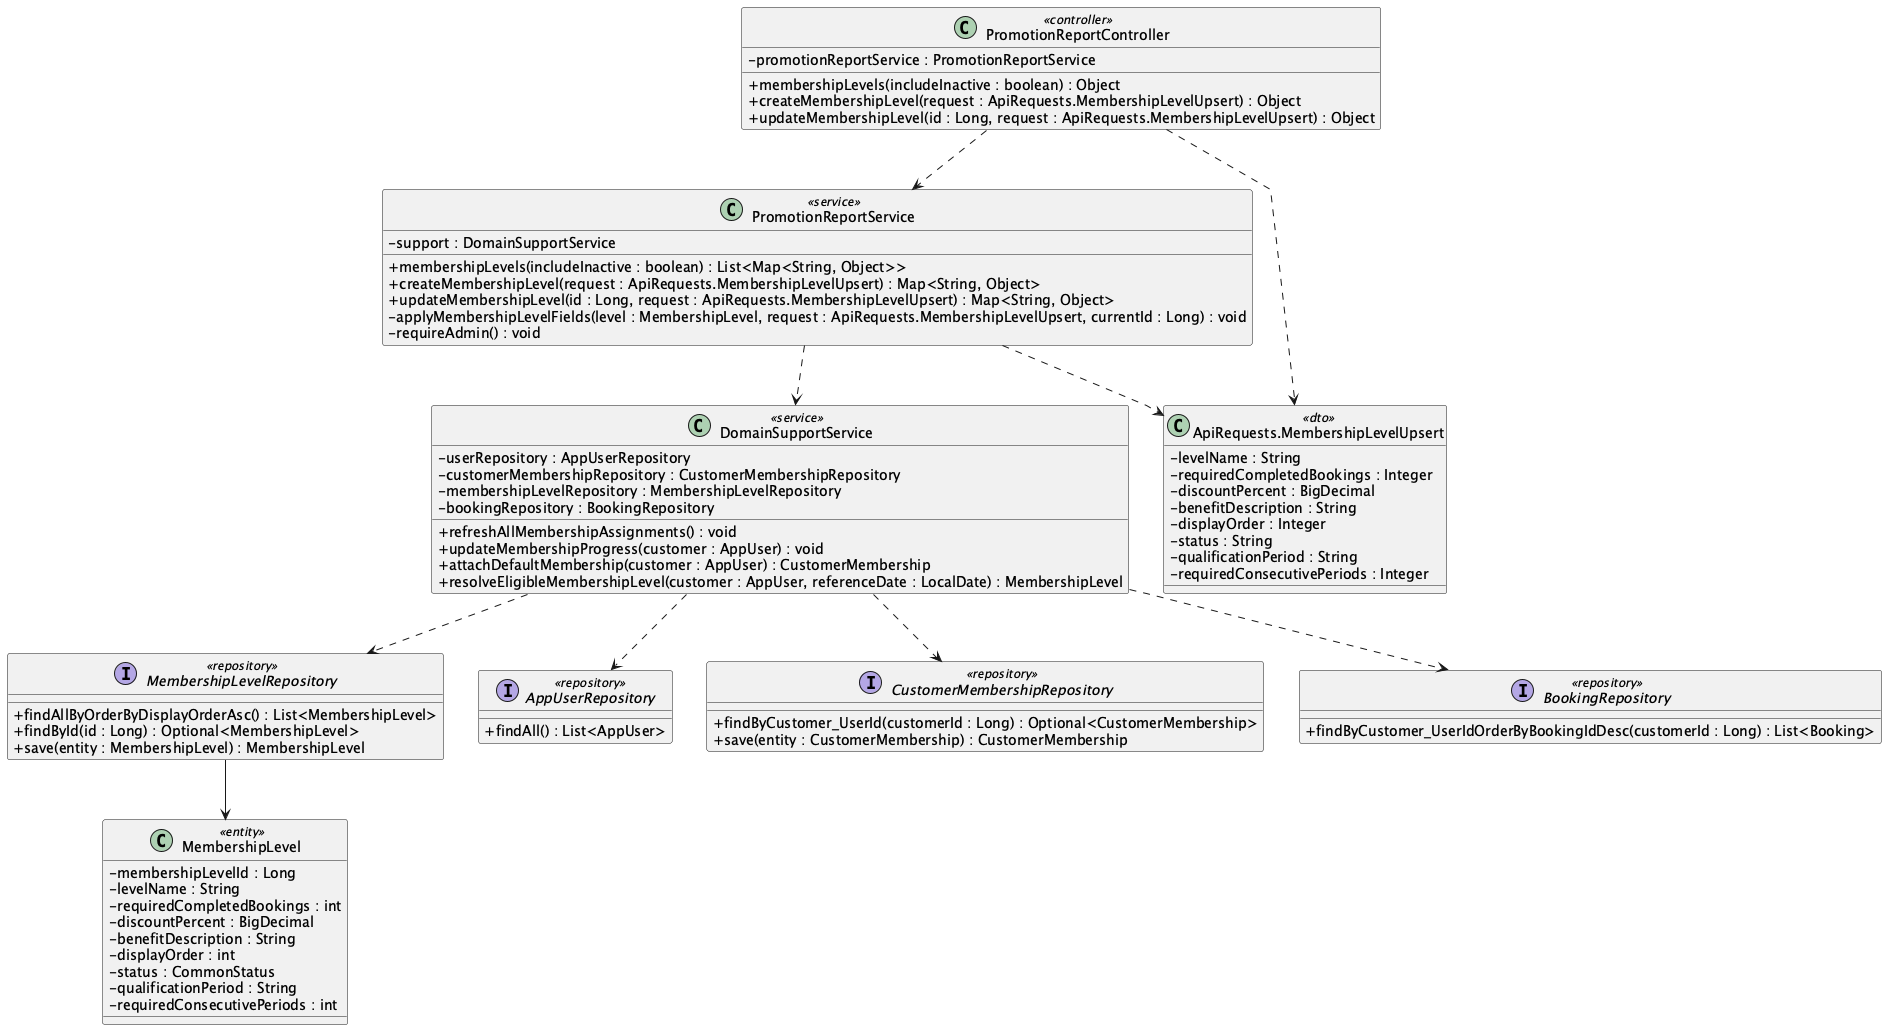 «controller»
C PromotionReportController
-promotionReportService : PromotionReportService
+membershipLevels(includeInactive : boolean) : Object
+createMembershipLevel(request : ApiRequests.MembershipLevelUpsert) : Object
+updateMembershipLevel(id : Long, request : ApiRequests.MembershipLevelUpsert) : Object
«service»
C PromotionReportService
-support : DomainSupportService
+membershipLevels(includeInactive : boolean) : List<Map<String, Object>>
+createMembershipLevel(request : ApiRequests.MembershipLevelUpsert) : Map<String, Object>
+updateMembershipLevel(id : Long, request : ApiRequests.MembershipLevelUpsert) : Map<String, Object>
-applyMembershipLevelFields(level : MembershipLevel, request : ApiRequests.MembershipLevelUpsert, currentId : Long) : void
-requireAdmin() : void
«service»
C DomainSupportService
-userRepository : AppUserRepository
-customerMembershipRepository : CustomerMembershipRepository
-membershipLevelRepository : MembershipLevelRepository
-bookingRepository : BookingRepository
+refreshAllMembershipAssignments() : void
+updateMembershipProgress(customer : AppUser) : void
+attachDefaultMembership(customer : AppUser) : CustomerMembership
+resolveEligibleMembershipLevel(customer : AppUser, referenceDate : LocalDate) : MembershipLevel
«dto»
C ApiRequests.MembershipLevelUpsert
-levelName : String
-requiredCompletedBookings : Integer
-discountPercent : BigDecimal
-benefitDescription : String
-displayOrder : Integer
-status : String
-qualificationPeriod : String
-requiredConsecutivePeriods : Integer
«repository»
I MembershipLevelRepository
+findAllByOrderByDisplayOrderAsc() : List<MembershipLevel>
+findById(id : Long) : Optional<MembershipLevel>
+save(entity : MembershipLevel) : MembershipLevel
«repository»
I AppUserRepository
+findAll() : List<AppUser>
«repository»
I CustomerMembershipRepository
+findByCustomer_UserId(customerId : Long) : Optional<CustomerMembership>
+save(entity : CustomerMembership) : CustomerMembership
«repository»
I BookingRepository
+findByCustomer_UserIdOrderByBookingIdDesc(customerId : Long) : List<Booking>
«entity»
C MembershipLevel
-membershipLevelId : Long
-levelName : String
-requiredCompletedBookings : int
-discountPercent : BigDecimal
-benefitDescription : String
-displayOrder : int
-status : CommonStatus
-qualificationPeriod : String
-requiredConsecutivePeriods : int